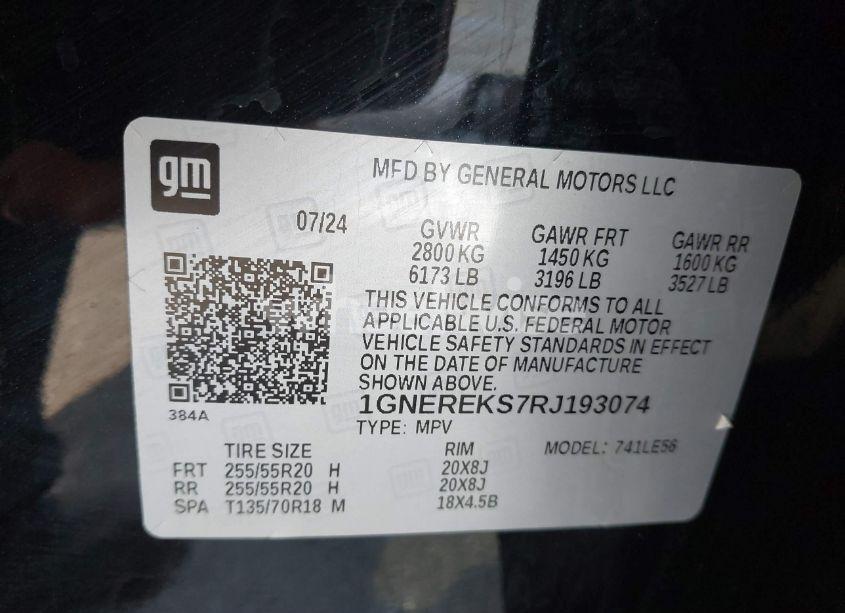 gm
MFD BY GENERAL MOTORS LLC
07/24
GVWR GAWR FRT GAWR RR
2800 KG 1450 KG 1600 KG
6173 LB 3196 LB 3527 LB
THIS VEHICLE CONFORMS TO ALL
APPLICABLE U.S. FEDERAL MOTOR
VEHICLE SAFETY STANDARDS IN EFFECT
ON THE DATE OF MANUFACTURE
SHOWN ABOVE.
384A
1GNEREKS7RJ193074
TYPE: MPV
TIRE SIZE RIM MODEL: 741LE56
FRT 255/55R20 H 20X8J
RR 255/55R20 H 20X8J
SPA T135/70R18 M 18X4.5B